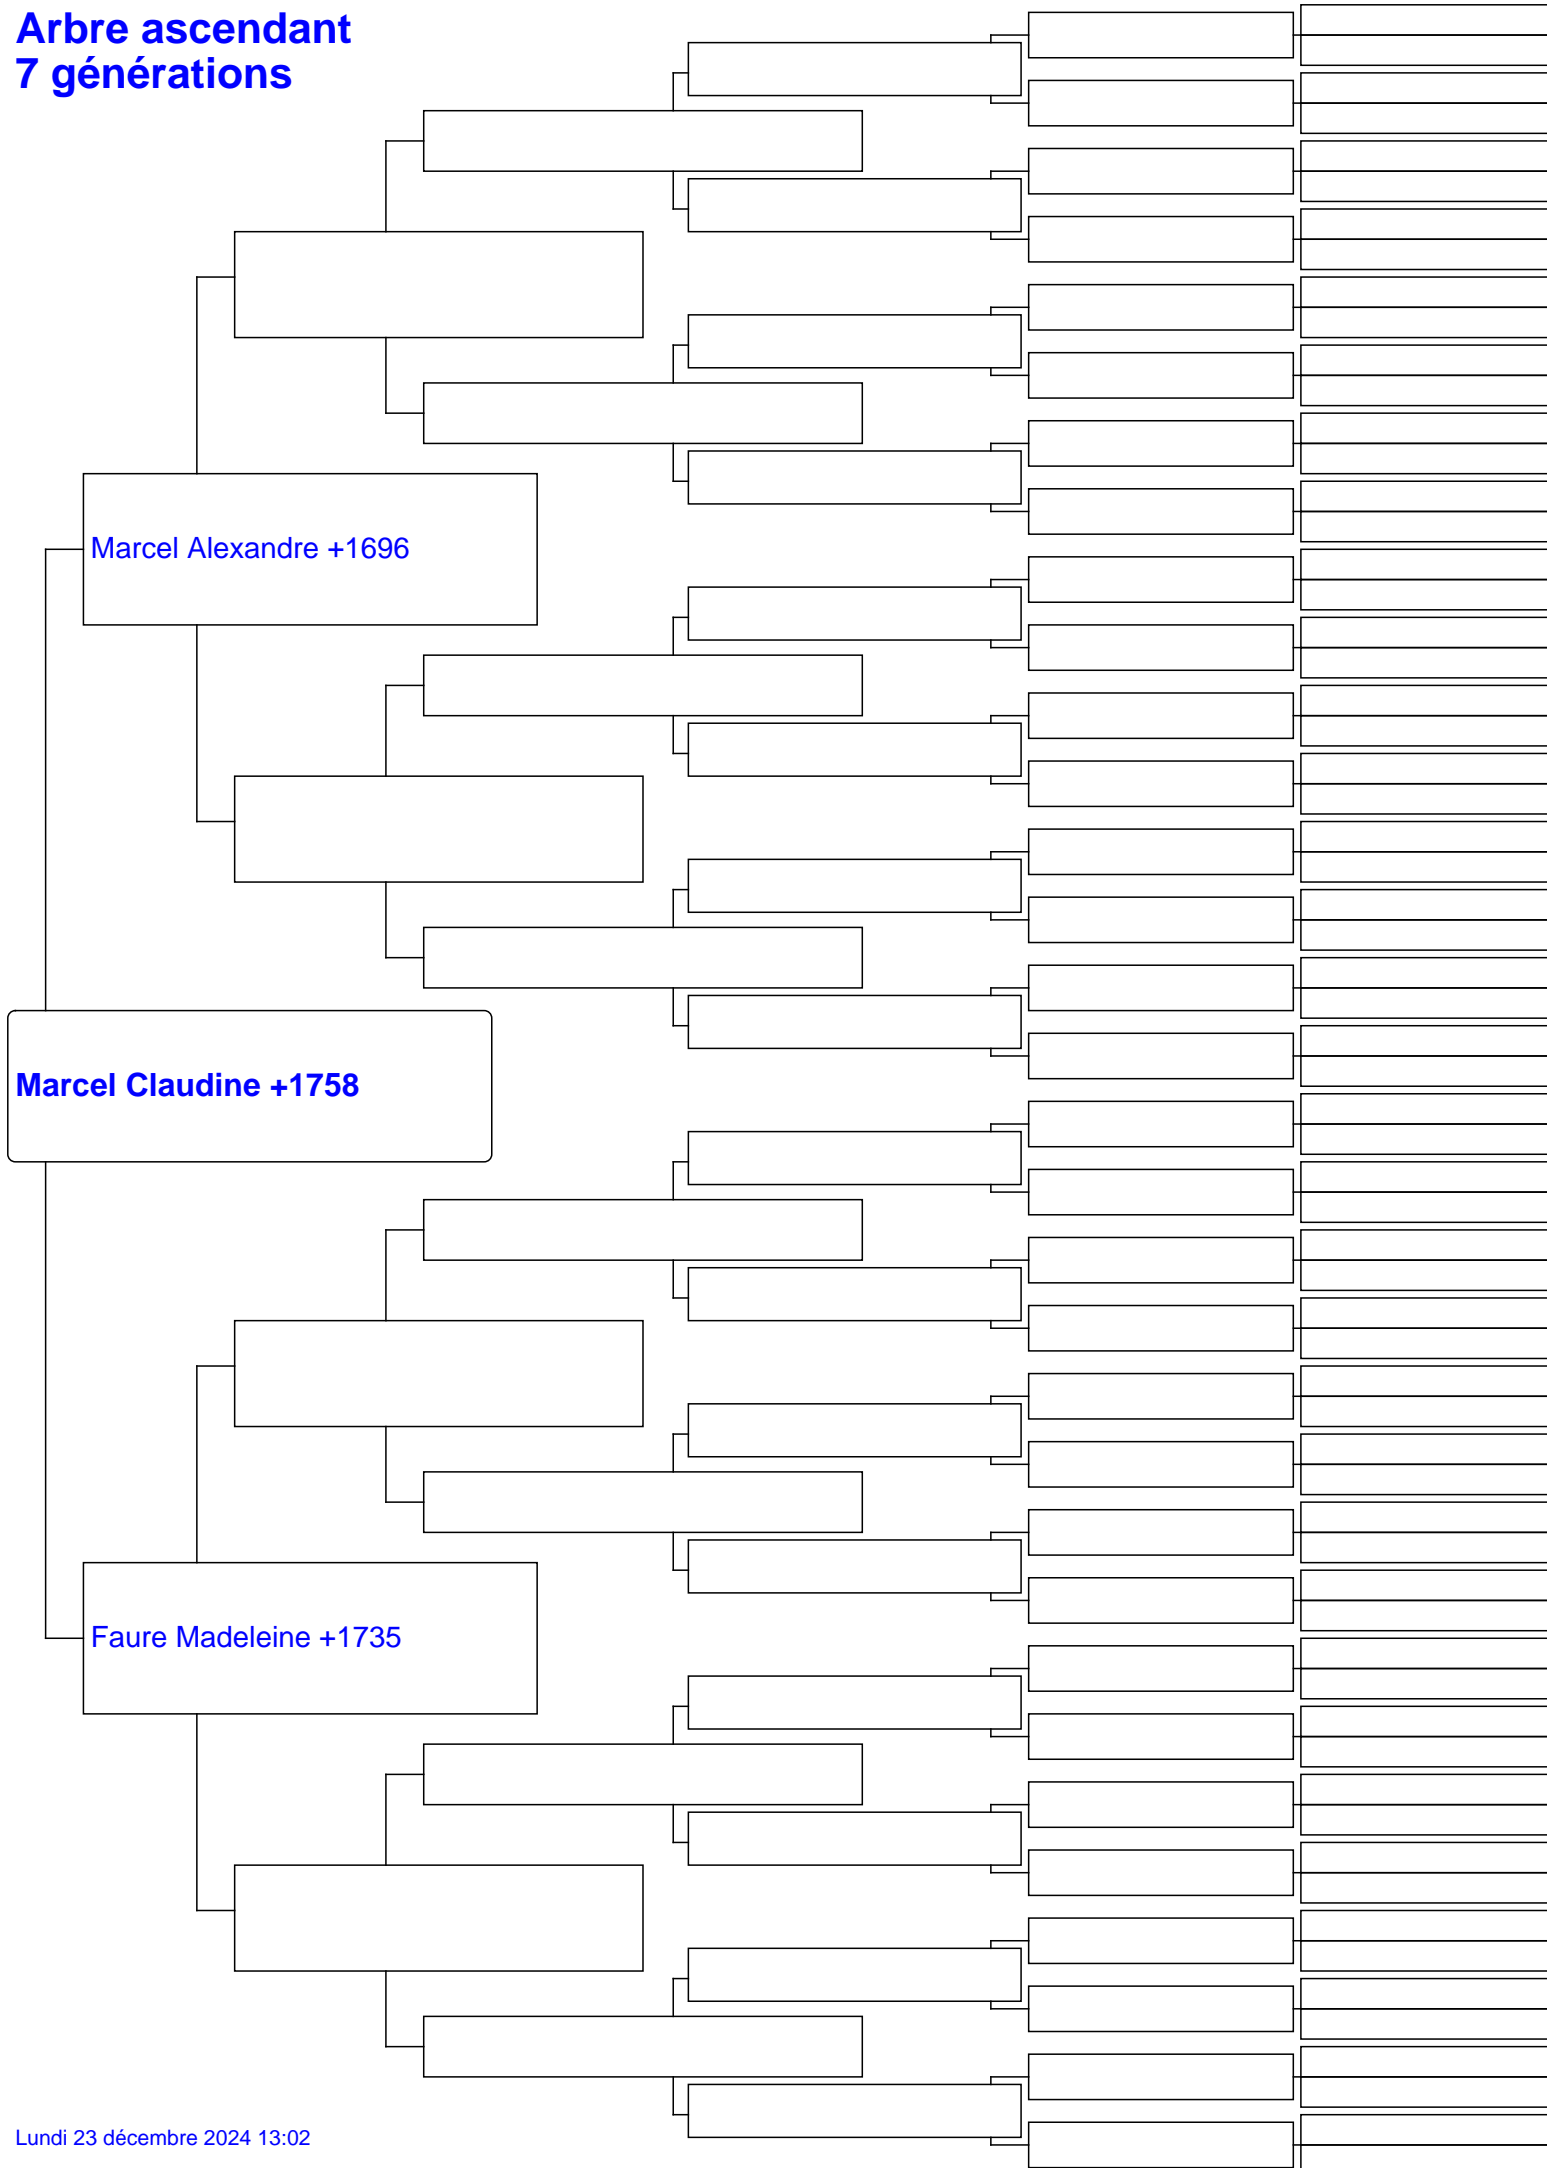 Arbre ascendant
7 générations
Marcel Alexandre +1696
Marcel Claudine +1758
Faure Madeleine +1735
Lundi 23 décembre 2024 13:02